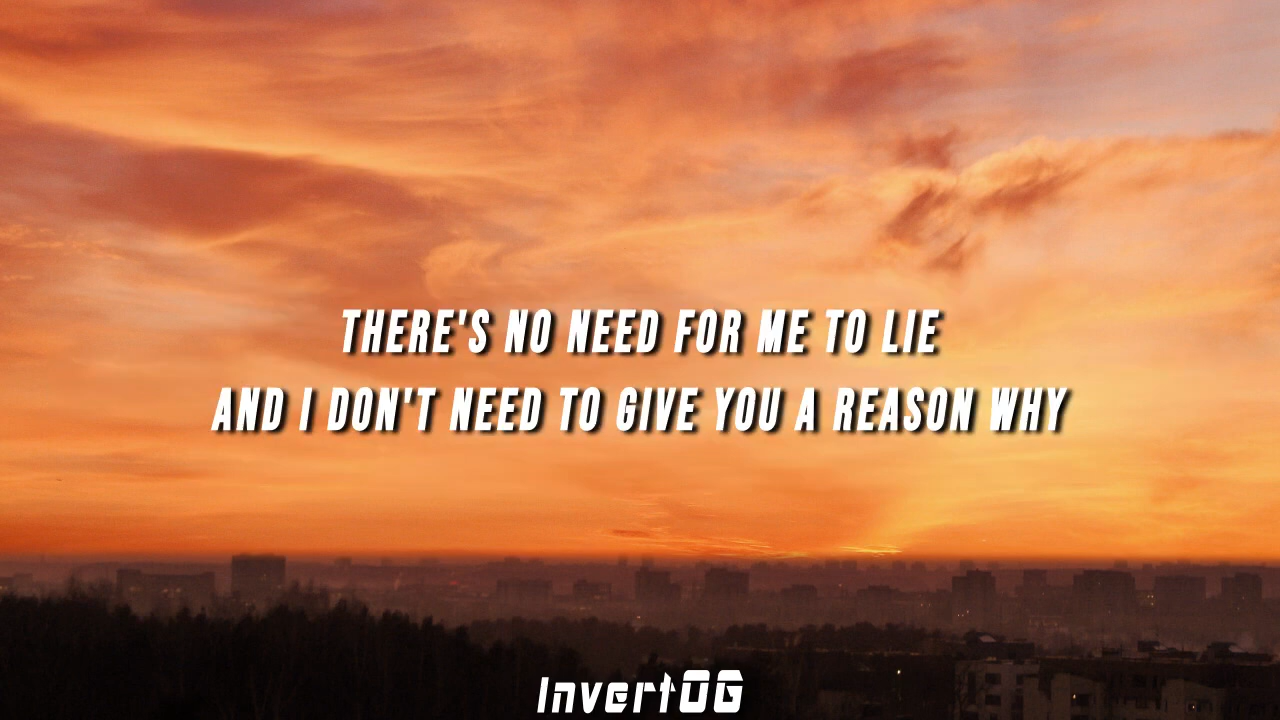 THERE'S NO NEED FOR ME TO LIE
AND I DON'T NEED TO GIVE YOU A REASON WHY
InvertOG